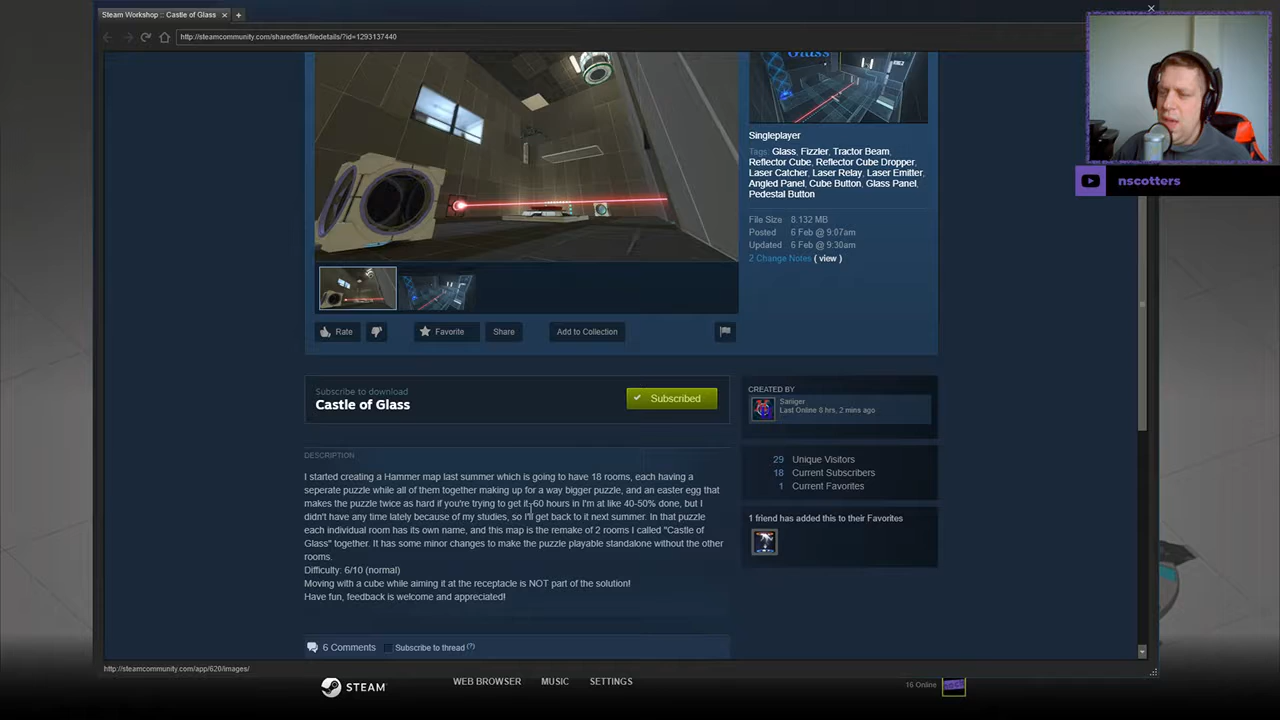 Steam Workshop :: Castle of Glass
http://steamcommunity.com/sharedfiles/filedetails/?id=1293137440
nscotters
Glass
Singleplayer
Tags: Glass, Fizzler, Tractor Beam,
Reflector Cube, Reflector Cube Dropper,
Laser Catcher, Laser Relay, Laser Emitter,
Angled Panel, Cube Button, Glass Panel,
Pedestal Button
File Size 8.132 MB
Posted 6 Feb @ 9:07am
Updated 6 Feb @ 9:30am
2 Change Notes ( view )
Rate
Favorite
Share
Add to Collection
Subscribe to download
Castle of Glass
Subscribed
CREATED BY
Last Online 8 hrs, 2 mins ago
29 Unique Visitors
18 Current Subscribers
1 Current Favorites
1 friend has added this to their Favorites
DESCRIPTION
I started creating a Hammer map last summer which is going to have 18 rooms, each having a
seperate puzzle while all of them together making up for a way bigger puzzle, and an easter egg that
makes the puzzle twice as hard if you're trying to get it-60 hours in I'm at like 40-50% done, but I
didn't have any time lately because of my studies, so I'll get back to it next summer. In that puzzle
each individual room has its own name, and this map is the remake of 2 rooms I called "Castle of
Glass" together. It has some minor changes to make the puzzle playable standalone without the other
rooms.
Difficulty: 6/10 (normal)
Moving with a cube while aiming it at the receptacle is NOT part of the solution!
Have fun, feedback is welcome and appreciated!
6 Comments
Subscribe to thread (?)
http://steamcommunity.com/app/620/images/
STEAM
WEB BROWSER
MUSIC
SETTINGS
16 Online